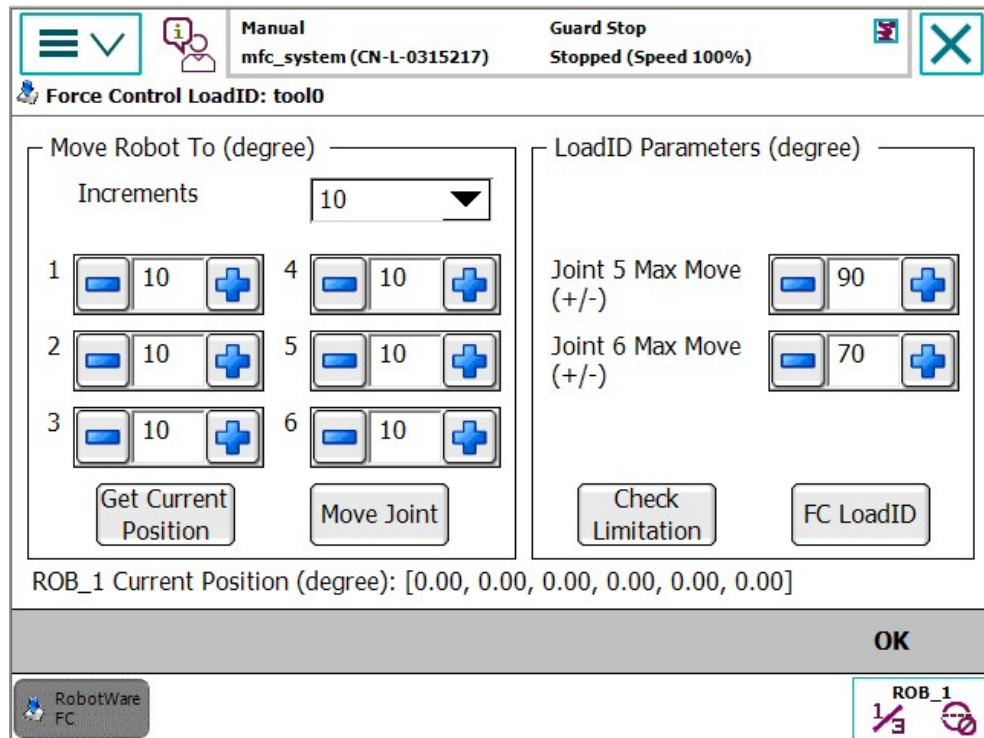 Manual
mfc_system (CN-L-0315217)
Guard Stop
Stopped (Speed 100%)
Force Control LoadID: tool0
Move Robot To (degree)
Increments
10
1 10
4 10
2 10
5 10
3 10
6 10
Get Current
Position
Move Joint
LoadID Parameters (degree)
Joint 5 Max Move
(+/-)
90
Joint 6 Max Move
(+/-)
70
Check
Limitation
FC LoadID
ROB_1 Current Position (degree): [0.00, 0.00, 0.00, 0.00, 0.00, 0.00]
OK
RobotWare
FC
ROB_1
1/3